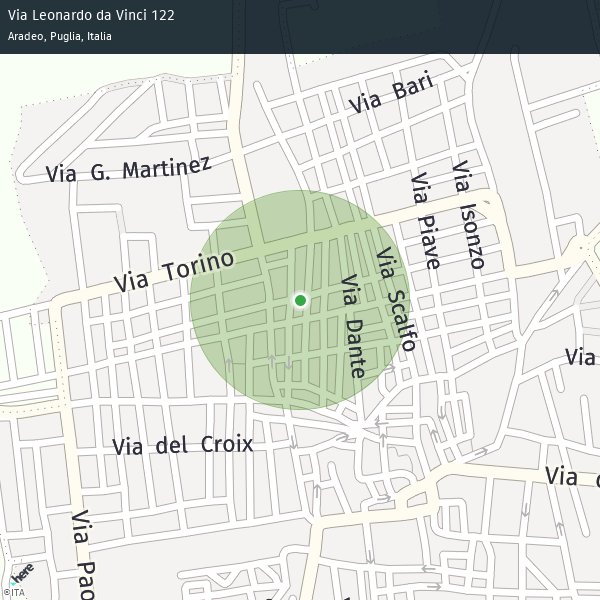 Via Leonardo da Vinci 122
Aradeo, Puglia, Italia
Via Bari
Via G. Martinez
Via Isonzo
Via Piave
Via Torino
Via Scalfo
Via Dante
Via
Via del Croix
Via
Via Pao
here
©ITA